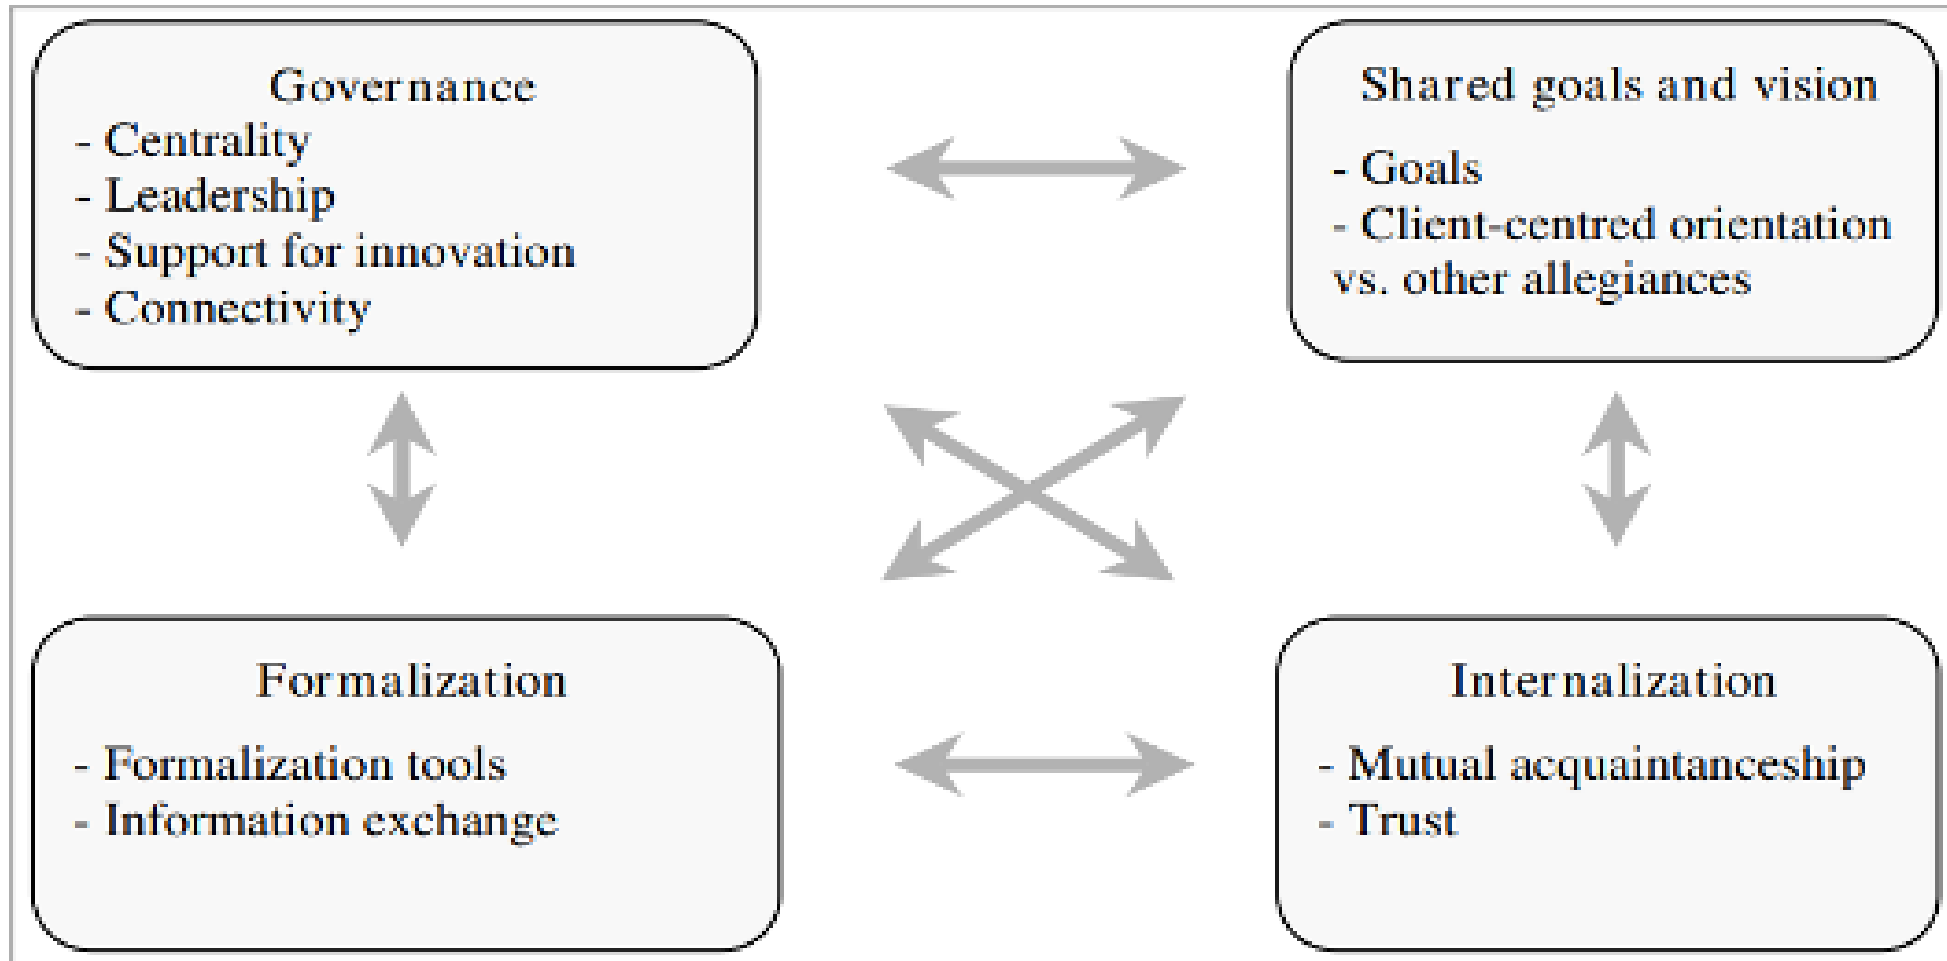 Governance
- Centrality
- Leadership
- Support for innovation
- Connectivity
Shared goals and vision
- Goals
- Client-centred orientation
vs. other allegiances
Formalization
- Formalization tools
- Information exchange
Internalization
- Mutual acquaintanceship
- Trust